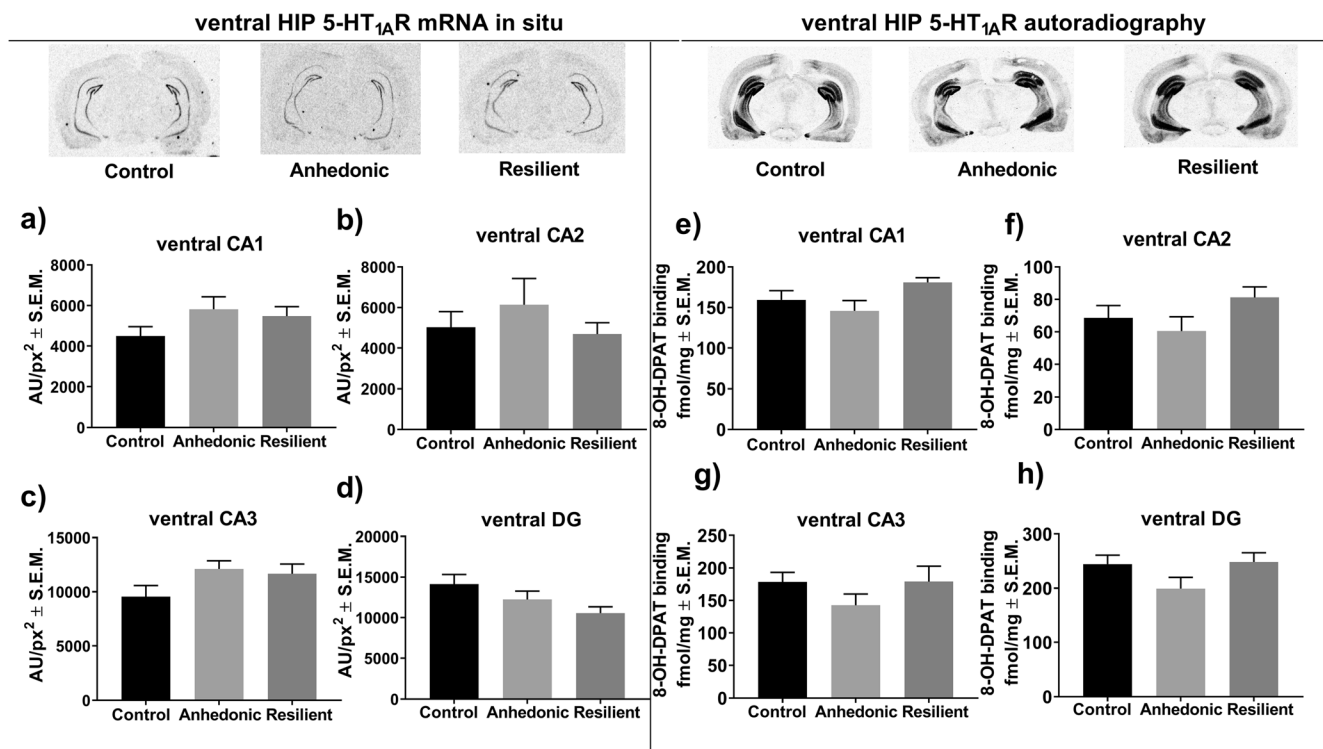 ventral HIP 5-HT1AR mRNA in situ
ventral HIP 5-HT1AR autoradiography
Control
Anhedonic
Resilient
Control
Anhedonic
Resilient
a)
ventral CA1
AU/px² ± S.E.M.
8000
6000
4000
2000
0
Control Anhedonic Resilient
b)
ventral CA2
AU/px² ± S.E.M.
8000
6000
4000
2000
0
Control Anhedonic Resilient
e)
ventral CA1
8-OH-DPAT binding
fmol/mg ± S.E.M.
200
150
100
50
0
Control Anhedonic Resilient
f)
ventral CA2
8-OH-DPAT binding
fmol/mg ± S.E.M.
100
80
60
40
20
0
Control Anhedonic Resilient
c)
ventral CA3
AU/px² ± S.E.M.
15000
10000
5000
0
Control Anhedonic Resilient
d)
ventral DG
AU/px² ± S.E.M.
20000
15000
10000
5000
0
Control Anhedonic Resilient
g)
ventral CA3
8-OH-DPAT binding
fmol/mg ± S.E.M.
250
200
150
100
50
0
Control Anhedonic Resilient
h)
ventral DG
8-OH-DPAT binding
fmol/mg ± S.E.M.
300
200
100
0
Control Anhedonic Resilient